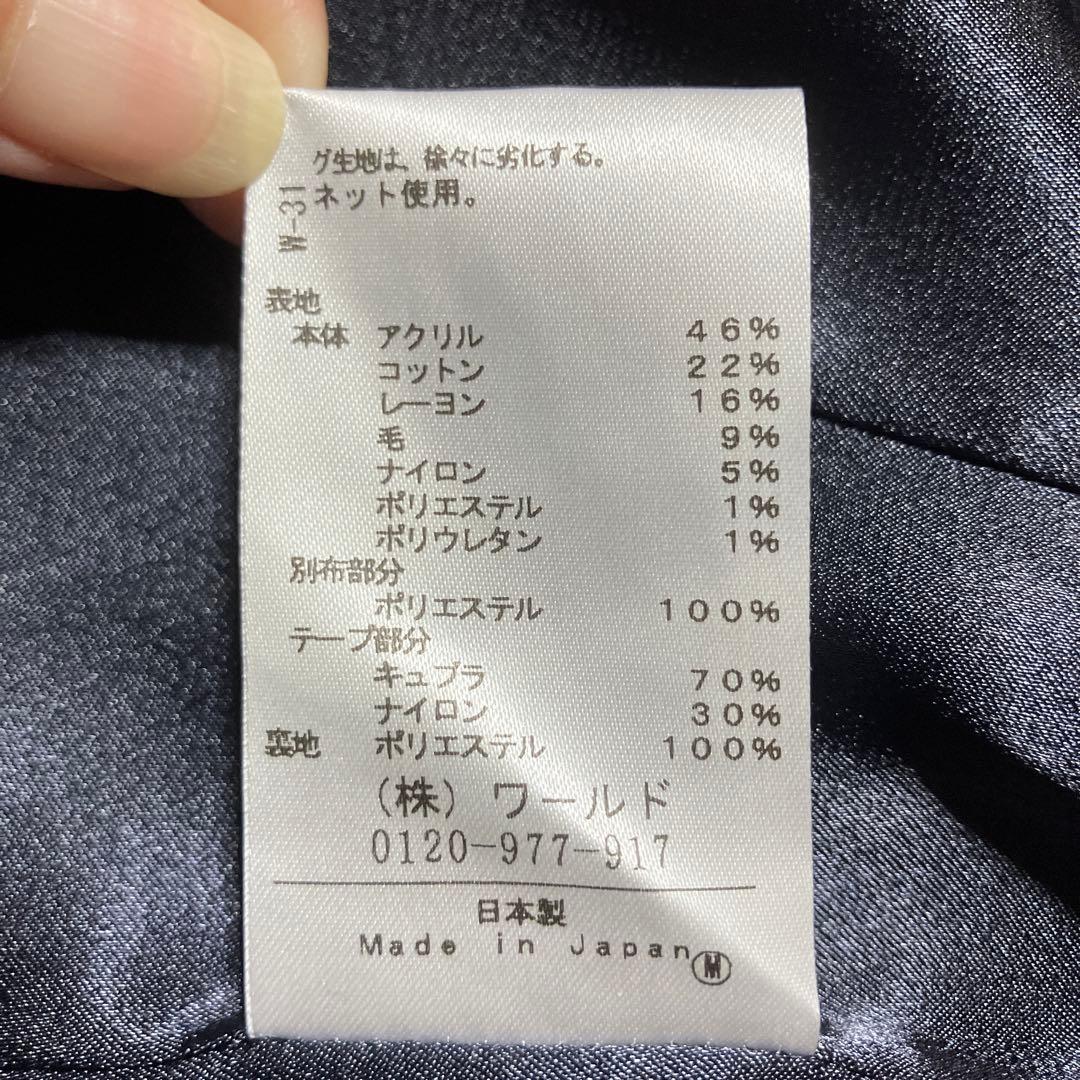 グ生地は、徐々に劣化する。
ネット使用。
W-31
表地
本体 アクリル 46%
コットン 22%
レーヨン 16%
毛 9%
ナイロン 5%
ポリエステル 1%
ポリウレタン 1%
別布部分
ポリエステル 100%
テープ部分
キュプラ 70%
ナイロン 30%
裏地 ポリエステル 100%
(株) ワールド
0120-977-917
日本製
Made in Japan Ⓜ